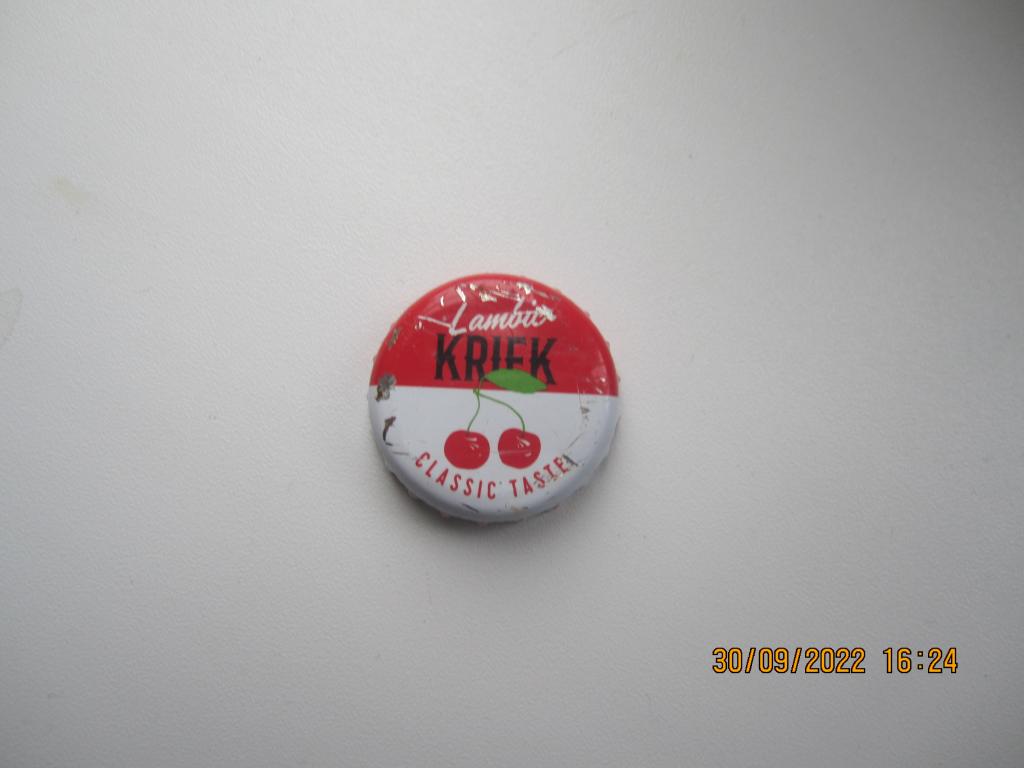 Lambic
KRIEK
CLASSIC TASTE
30/09/2022 16:24